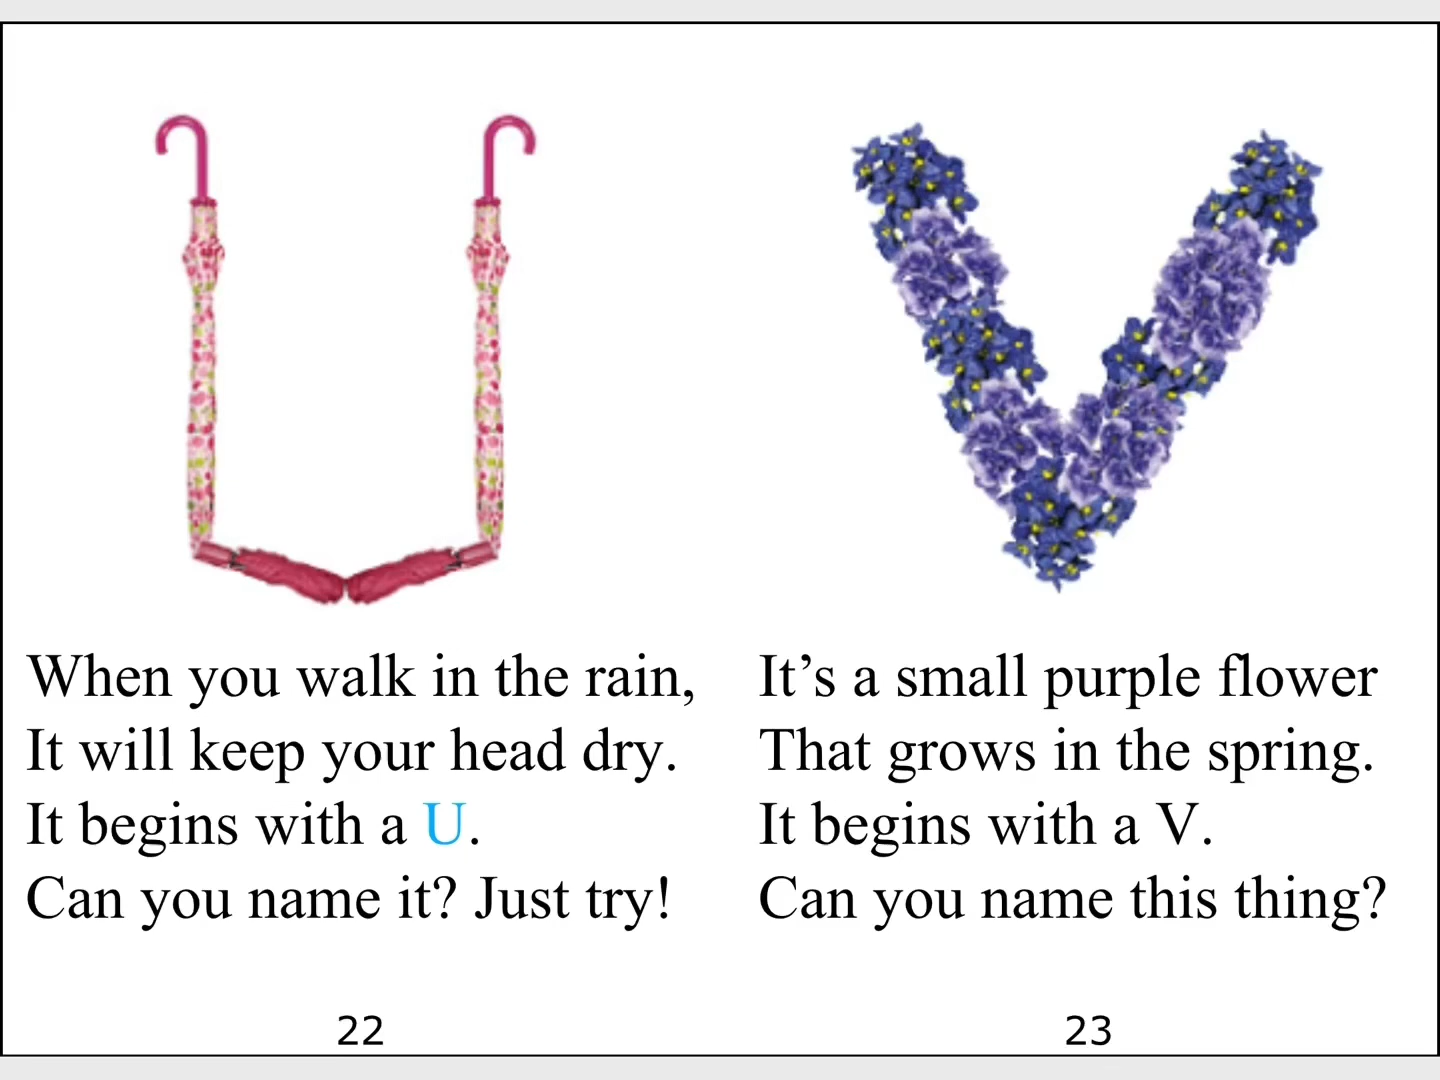 When you walk in the rain,
It will keep your head dry.
It begins with a U.
Can you name it? Just try!
22
It’s a small purple flower
That grows in the spring.
It begins with a V.
Can you name this thing?
23